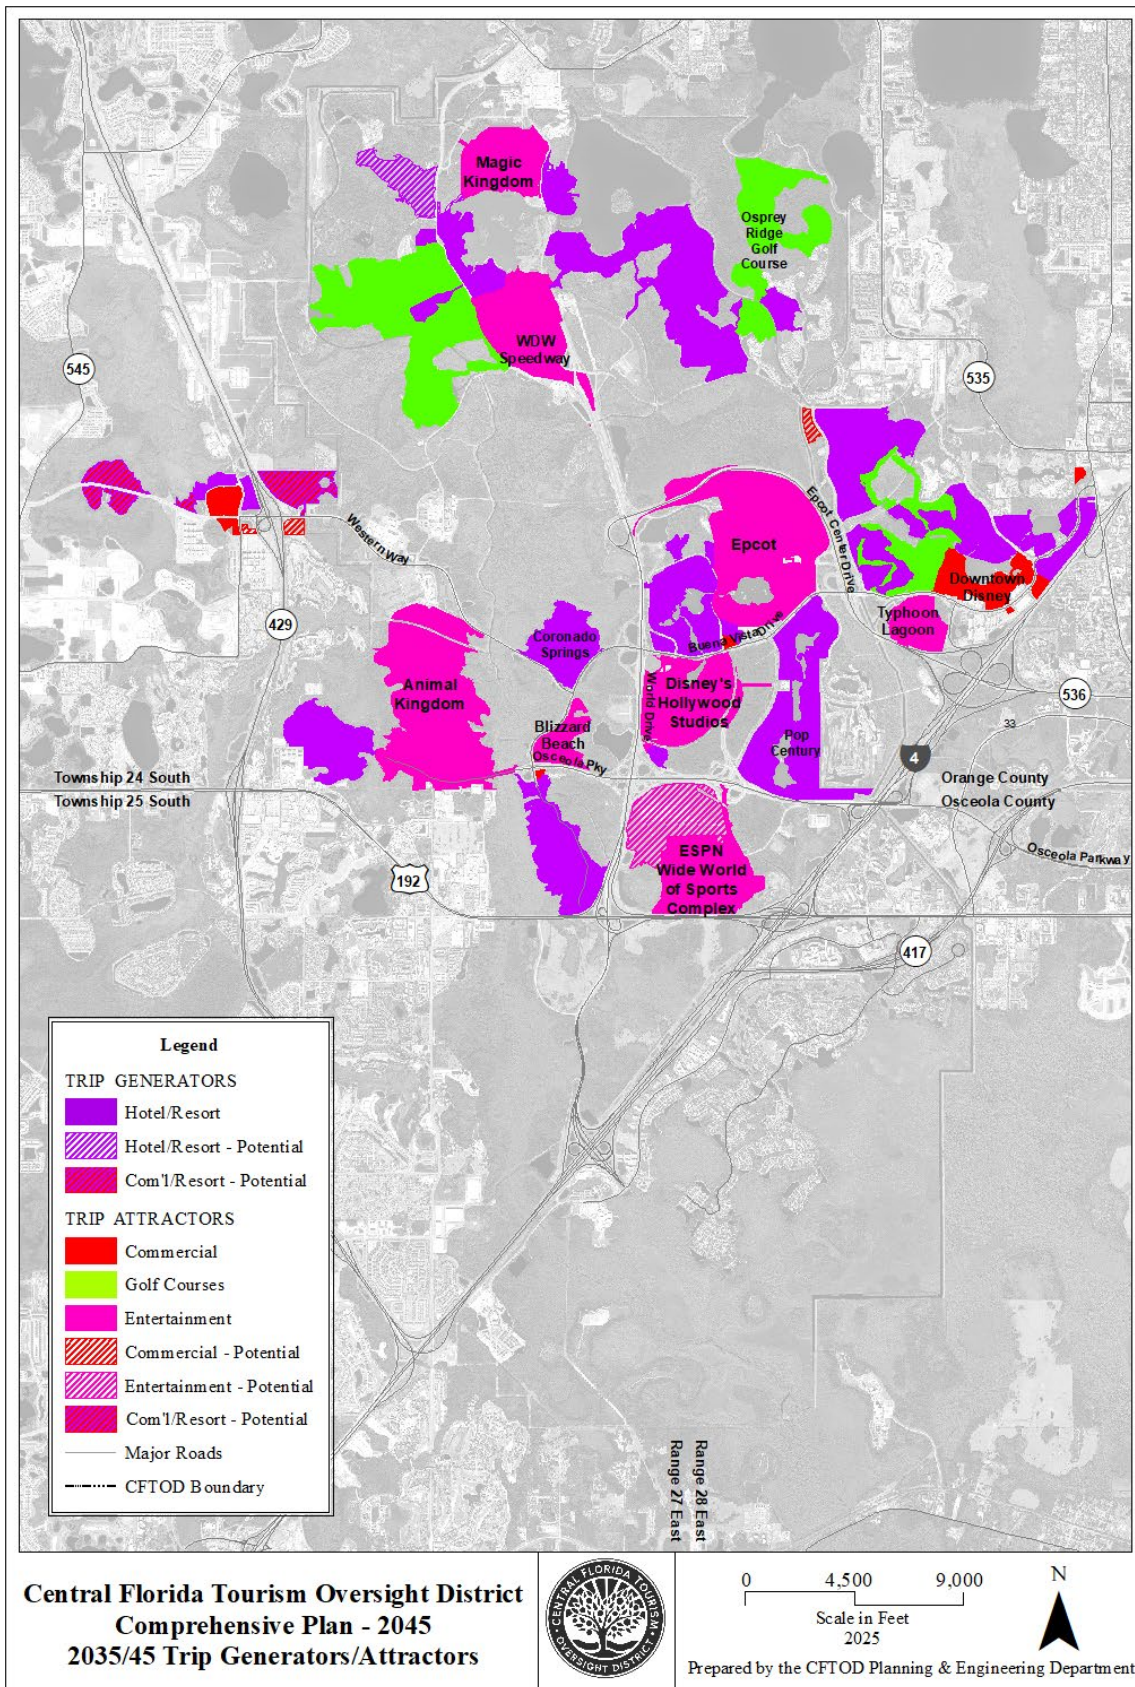 Magic
Kingdom
Osprey
Ridge
Golf
Course
WDW
Speedway
545
535
Epcot Center Drive
Epcot
Western Way
Downtown
Disney
Typhoon
Lagoon
429
Coronado
Springs
Buena Vista Drive
World Drive
Disney's
Hollywood
Studios
Animal
Kingdom
536
33
Blizzard
Beach
Pop
Century
Osceola Pky
4
Township 24 South
Township 25 South
Orange County
Osceola County
Osceola Parkway
192
ESPN
Wide World
of Sports
Complex
417
Legend
TRIP GENERATORS
Hotel/Resort
Hotel/Resort - Potential
Com'l/Resort - Potential
TRIP ATTRACTORS
Commercial
Golf Courses
Entertainment
Commercial - Potential
Entertainment - Potential
Com'l/Resort - Potential
Major Roads
CFTOD Boundary
Range 27 East
Range 28 East
Central Florida Tourism Oversight District
Comprehensive Plan - 2045
2035/45 Trip Generators/Attractors
CENTRAL FLORIDA TOURISM
OVERSIGHT DISTRICT
0 4,500 9,000
Scale in Feet
2025
N
Prepared by the CFTOD Planning & Engineering Department